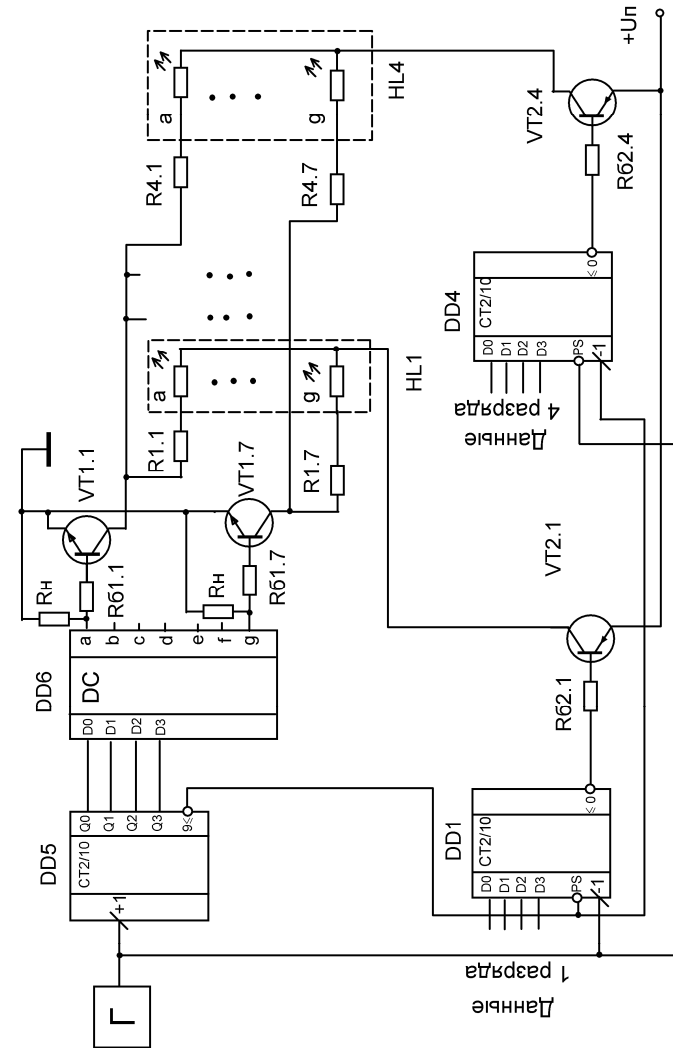 Г
DD5
CT2/10
+1
Q0
Q1
Q2
Q3
≤9
DD6
DC
D0
D1
D2
D3
a
b
c
d
e
f
g
Rн
Rб1.1
VT1.1
Rн
Rб1.7
VT1.7
R1.1
R1.7
a
g
HL1
R4.1
R4.7
a
g
HL4
Данные
1 разряда
DD1
CT2/10
D0
D1
D2
D3
PS
-1
≤0
Rб2.1
VT2.1
Данные
4 разряда
DD4
CT2/10
D0
D1
D2
D3
PS
-1
≤0
Rб2.4
VT2.4
+Uп